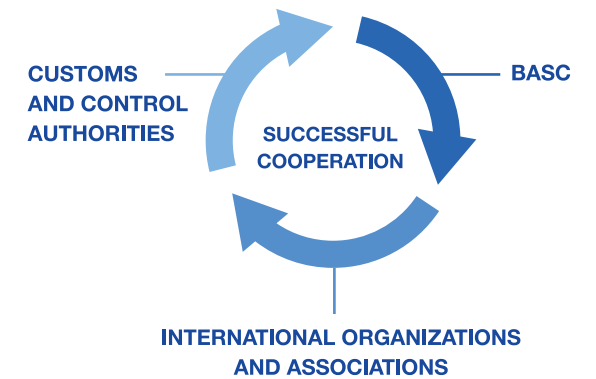 CUSTOMS
AND CONTROL
AUTHORITIES
BASC
SUCCESSFUL
COOPERATION
INTERNATIONAL ORGANIZATIONS
AND ASSOCIATIONS